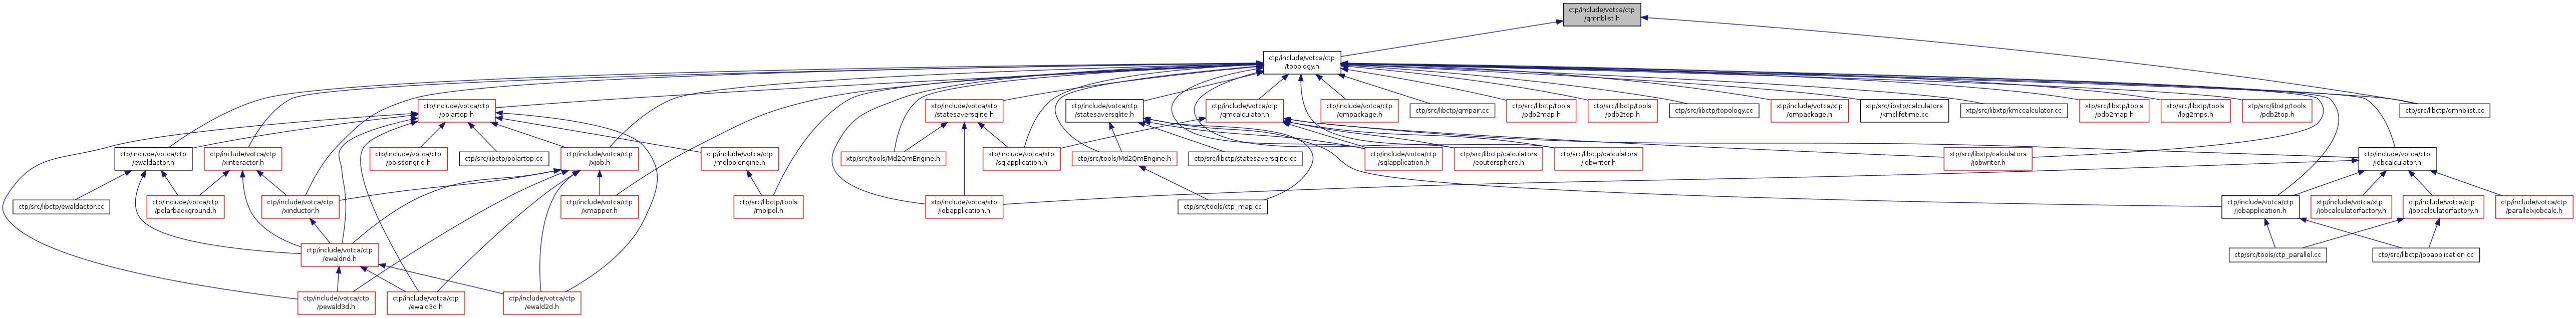 ctp/include/votca/ctp
/qmnblist.h
ctp/include/votca/ctp
/topology.h
ctp/include/votca/ctp
/polartop.h
xtp/include/votca/xtp
/statesaversqlite.h
ctp/include/votca/ctp
/statesaversqlite.h
ctp/include/votca/ctp
/qmcalculator.h
ctp/include/votca/ctp
/qmpackage.h
ctp/src/libctp/qmpair.cc
ctp/src/libctp/tools
/pdb2map.h
ctp/src/libctp/tools
/pdb2top.h
ctp/src/libctp/topology.cc
xtp/include/votca/xtp
/qmpackage.h
xtp/src/libxtp/calculators
/kmclifetime.cc
xtp/src/libxtp/kmccalculator.cc
xtp/src/libxtp/tools
/pdb2map.h
xtp/src/libxtp/tools
/log2mps.h
xtp/src/libxtp/tools
/pdb2top.h
ctp/src/libctp/qmnblist.cc
ctp/include/votca/ctp
/ewaldactor.h
ctp/include/votca/ctp
/xinteractor.h
ctp/include/votca/ctp
/poissongrid.h
ctp/src/libctp/polartop.cc
ctp/include/votca/ctp
/xjob.h
ctp/include/votca/ctp
/molpolengine.h
xtp/src/tools/Md2QmEngine.h
xtp/include/votca/xtp
/sqlapplication.h
ctp/src/tools/Md2QmEngine.h
ctp/src/libctp/statesaversqlite.cc
ctp/include/votca/ctp
/sqlapplication.h
ctp/src/libctp/calculators
/eoutersphere.h
ctp/src/libctp/calculators
/jobwriter.h
xtp/src/libxtp/calculators
/jobwriter.h
ctp/include/votca/ctp
/jobcalculator.h
ctp/src/libctp/ewaldactor.cc
ctp/include/votca/ctp
/polarbackground.h
ctp/include/votca/ctp
/xinductor.h
ctp/include/votca/ctp
/xmapper.h
ctp/src/libctp/tools
/molpol.h
xtp/include/votca/xtp
/jobapplication.h
ctp/src/tools/ctp_map.cc
ctp/include/votca/ctp
/jobapplication.h
xtp/include/votca/xtp
/jobcalculatorfactory.h
ctp/include/votca/ctp
/jobcalculatorfactory.h
ctp/include/votca/ctp
/parallelxjobcalc.h
ctp/include/votca/ctp
/ewaldnd.h
ctp/src/tools/ctp_parallel.cc
ctp/src/libctp/jobapplication.cc
ctp/include/votca/ctp
/pewald3d.h
ctp/include/votca/ctp
/ewald3d.h
ctp/include/votca/ctp
/ewald2d.h